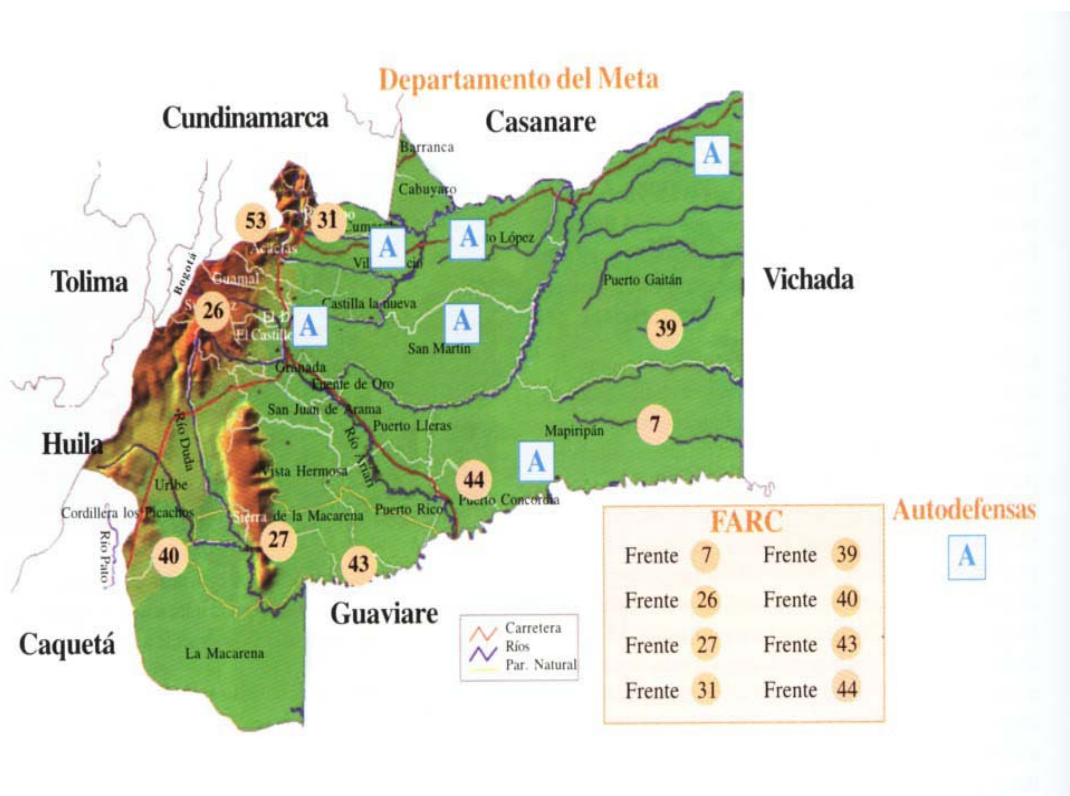 Departamento del Meta
Cundinamarca
Casanare
Barranca
Cabuyaro
A
53
31
Acacías
A
A
Tolima
Bogotá
Guamal
Puerto Gaitán
Vichada
26
Castilla la nueva
El Castillo
A
A
39
San Martín
Granada
Fuente de Oro
San Juan de Arama
Huila
Río Duda
Puerto Lleras
Río Ariari
Mapiripán
7
Vista Hermosa
A
44
Uribe
Puerto Concordia
Cordillera los Picachos
Sierra de la Macarena
Puerto Rico
Río Pato
40
27
43
Guaviare
Caquetá
La Macarena
Carretera
Ríos
Par. Natural
FARC
Frente 7 Frente 39
Frente 26 Frente 40
Frente 27 Frente 43
Frente 31 Frente 44
Autodefensas
A